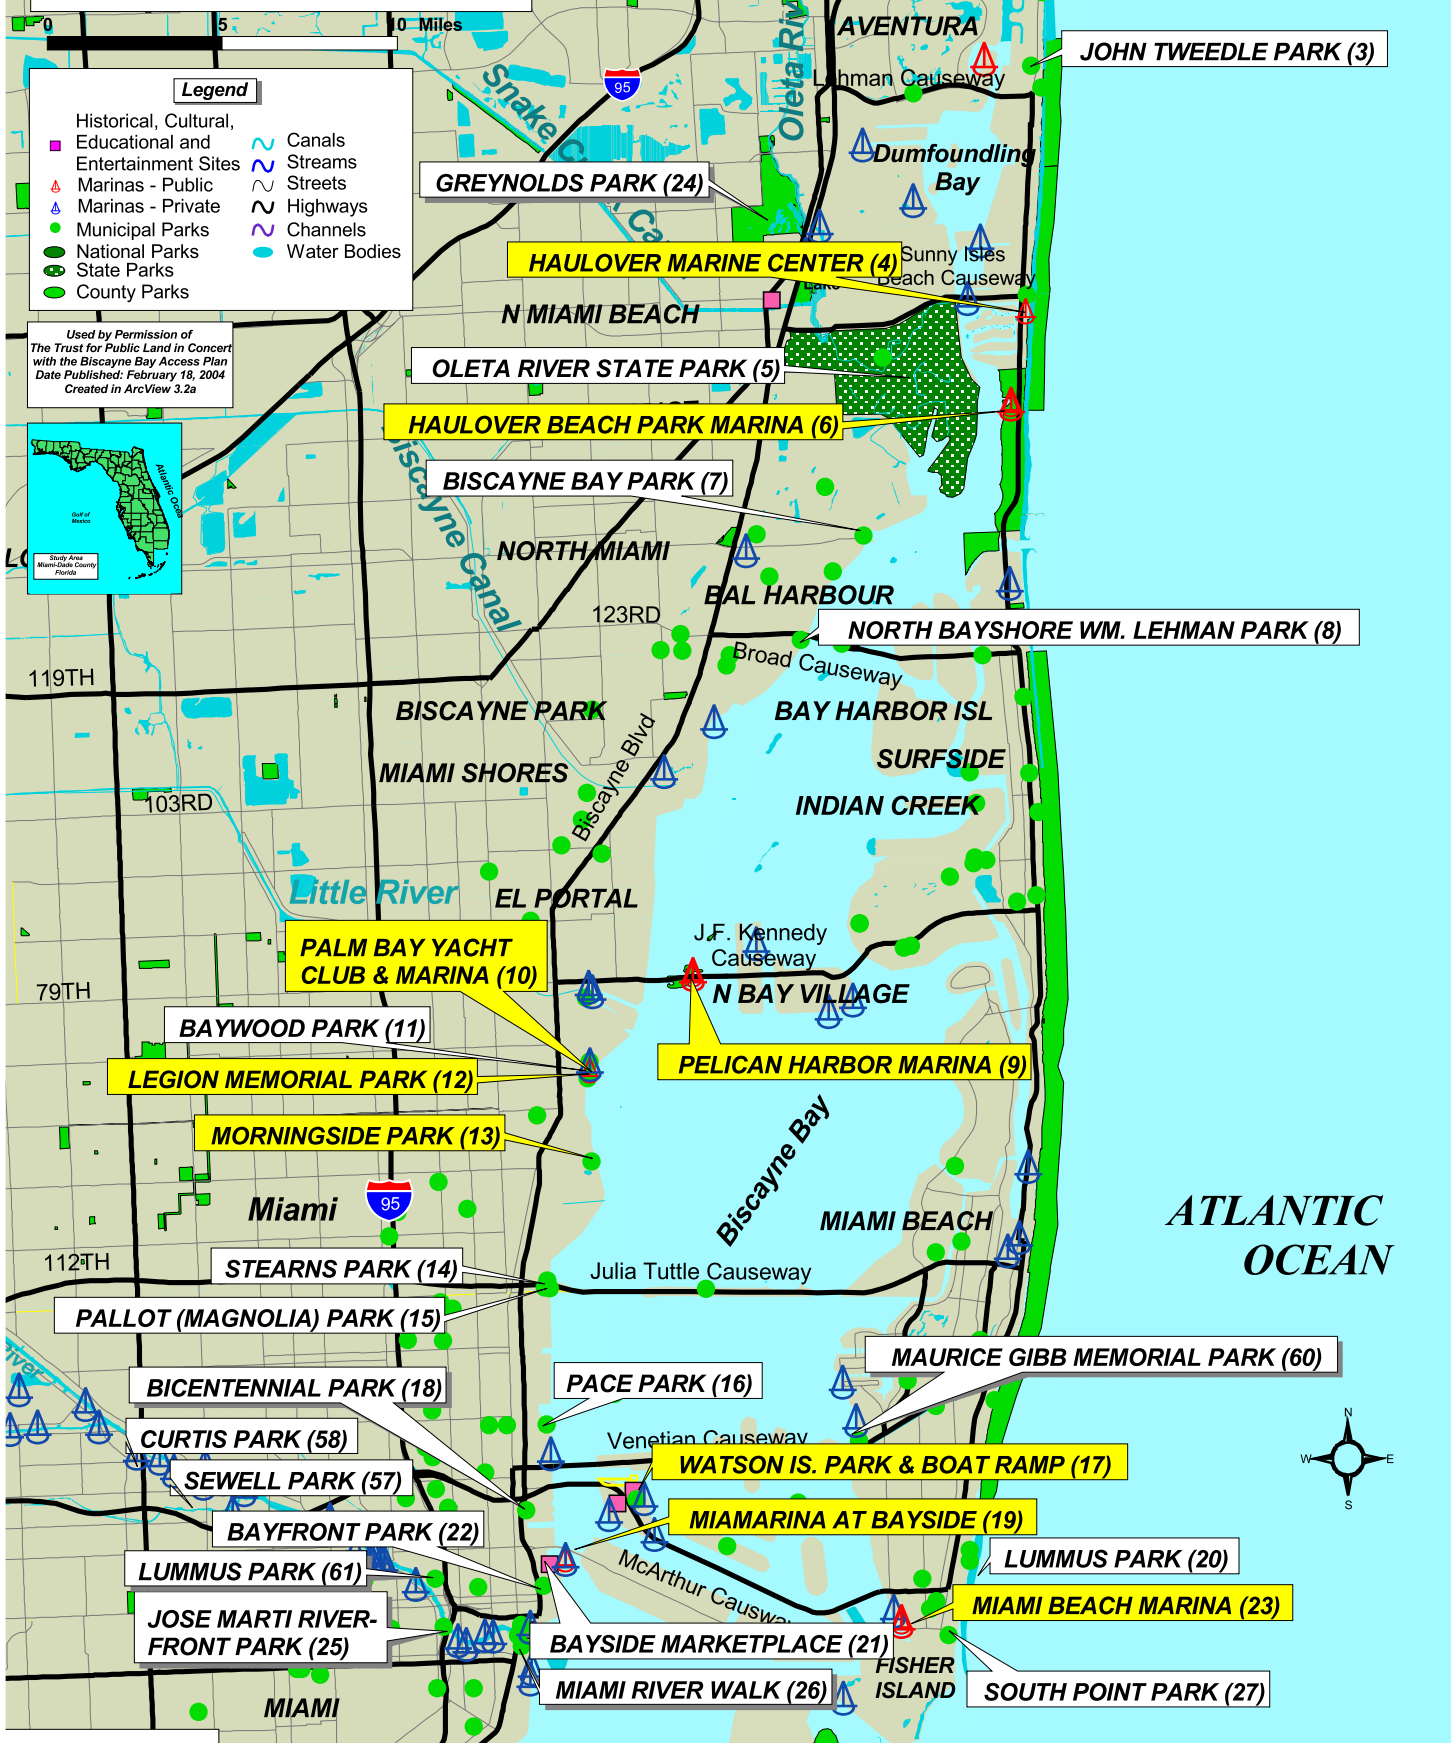 0 5 10 Miles
Legend
Historical, Cultural,
Educational and
Entertainment Sites
Marinas - Public
Marinas - Private
Municipal Parks
National Parks
State Parks
County Parks
Canals
Streams
Streets
Highways
Channels
Water Bodies
Used by Permission of
The Trust for Public Land in Concert
with the Biscayne Bay Access Plan
Date Published: February 18, 2004
Created in ArcView 3.2a
Atlantic Ocea
Gulf of
Mexico
Study Area
Miami-Dade County
Florida
AVENTURA
JOHN TWEEDLE PARK (3)
Lehman Causeway
95
Oleta Riv
Snake C
Ca
Dumfoundling
Bay
GREYNOLDS PARK (24)
Sunny Isles
Beach Causeway
HAULOVER MARINE CENTER (4)
Lake
N MIAMI BEACH
OLETA RIVER STATE PARK (5)
HAULOVER BEACH PARK MARINA (6)
BISCAYNE BAY PARK (7)
Biscayne Canal
NORTH MIAMI
BAL HARBOUR
123RD
NORTH BAYSHORE WM. LEHMAN PARK (8)
Broad Causeway
119TH
BISCAYNE PARK
BAY HARBOR ISL
Biscayne Blvd
SURFSIDE
MIAMI SHORES
103RD
INDIAN CREEK
Little River
EL PORTAL
J.F. Kennedy
Causeway
PALM BAY YACHT
CLUB & MARINA (10)
79TH
N BAY VILLAGE
BAYWOOD PARK (11)
PELICAN HARBOR MARINA (9)
LEGION MEMORIAL PARK (12)
MORNINGSIDE PARK (13)
Biscayne Bay
Miami
95
MIAMI BEACH
ATLANTIC
OCEAN
112TH
STEARNS PARK (14)
Julia Tuttle Causeway
PALLOT (MAGNOLIA) PARK (15)
River
MAURICE GIBB MEMORIAL PARK (60)
BICENTENNIAL PARK (18)
PACE PARK (16)
CURTIS PARK (58)
Venetian Causeway
N
W E
S
WATSON IS. PARK & BOAT RAMP (17)
SEWELL PARK (57)
MIAMARINA AT BAYSIDE (19)
BAYFRONT PARK (22)
LUMMUS PARK (20)
LUMMUS PARK (61)
McArthur Causway
MIAMI BEACH MARINA (23)
JOSE MARTI RIVER-
FRONT PARK (25)
BAYSIDE MARKETPLACE (21)
FISHER
ISLAND
MIAMI RIVER WALK (26)
SOUTH POINT PARK (27)
MIAMI